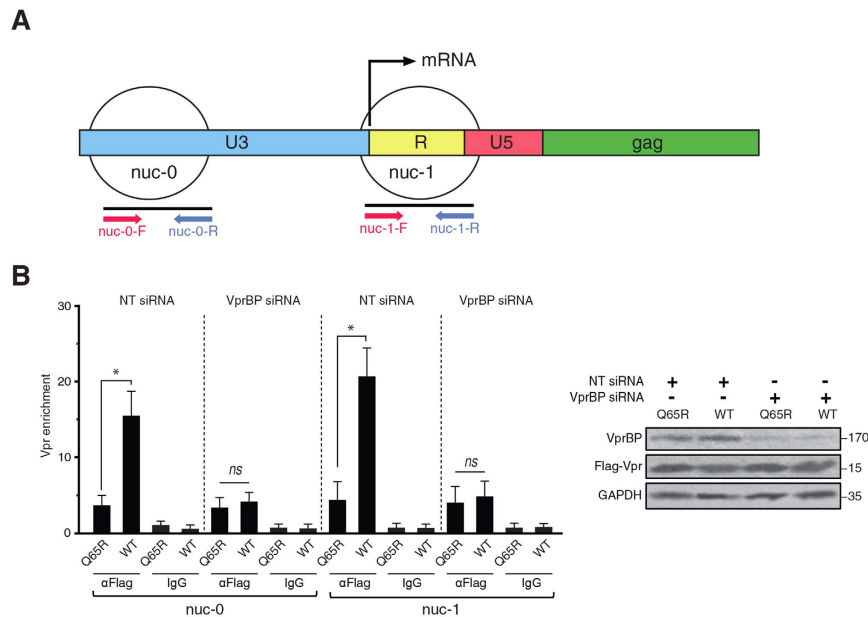 A
mRNA
U3 R U5 gag
nuc-0 nuc-1
nuc-0-F nuc-0-R nuc-1-F nuc-1-R
B
NT siRNA VprBP siRNA NT siRNA VprBP siRNA
30
20
10
0
Vpr enrichment
* ns * ns
Q65R WT Q65R WT Q65R WT Q65R WT Q65R WT Q65R WT Q65R WT Q65R WT
αFlag IgG αFlag IgG αFlag IgG αFlag IgG
nuc-0 nuc-1
NT siRNA + + - -
VprBP siRNA - - + +
Q65R WT Q65R WT
VprBP -170
Flag-Vpr -15
GAPDH -35